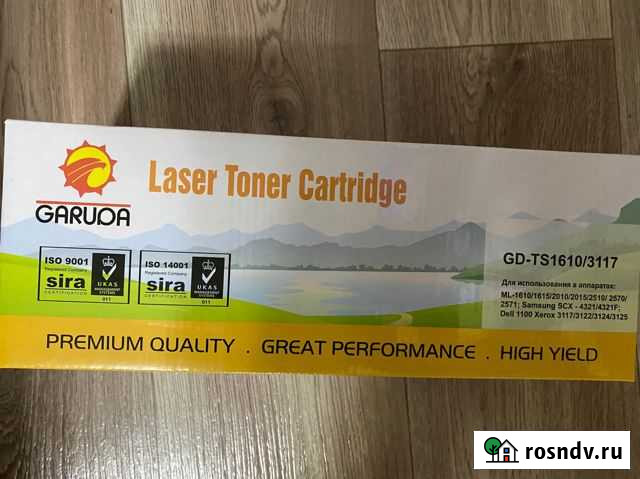 Laser Toner Cartridge
GARUDA
ISO 9001
Registered Company
sira
CERTIFICATION
UKAS
MANAGEMENT
SYSTEMS
011
ISO 14001
Registered Company
sira
CERTIFICATION
UKAS
MANAGEMENT
SYSTEMS
011
GD-TS1610/3117
Для использования в аппаратах:
ML-1610/1615/2010/2015/2510/ 2570/
2571; Samsung SCX - 4321/4321F;
Dell 1100 Xerox 3117/3122/3124/3125
PREMIUM QUALITY . GREAT PERFORMANCE . HIGH YIELD
rosndv.ru